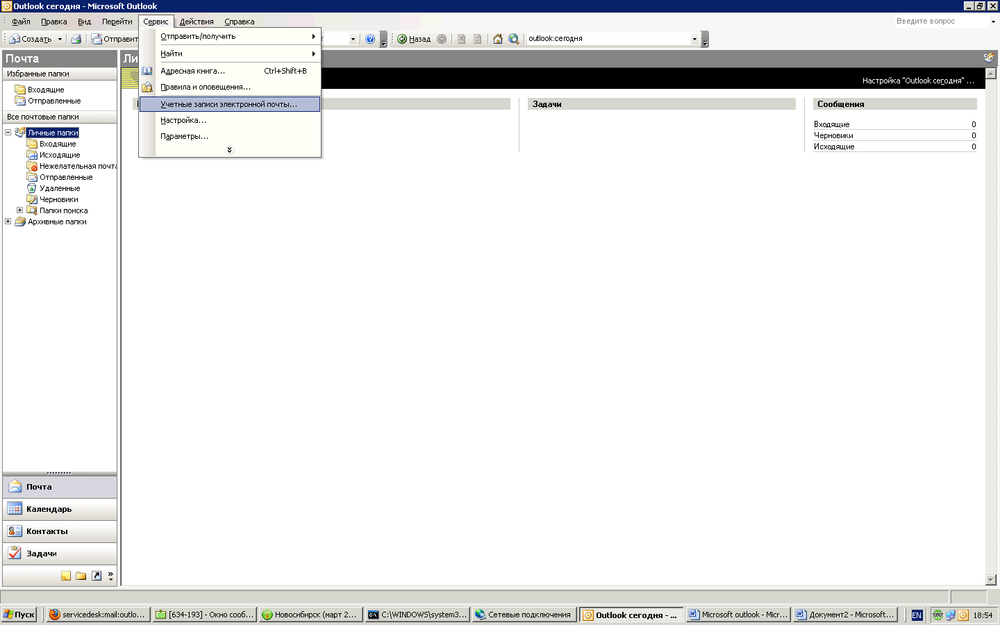 Outlook сегодня - Microsoft Outlook
Файл Правка Вид Перейти Сервис Действия Справка
Введите вопрос
Создать Отправит
Назад outlook:сегодня
Отправить/получить
Найти
Адресная книга... Ctrl+Shift+B
Правила и оповещения...
Учетные записи электронной почты...
Настройка...
Параметры...
Почта
Избранные папки
Входящие
Отправленные
Все почтовые папки
Личные папки
Входящие
Исходящие
Нежелательная почта
Отправленные
Удаленные
Черновики
Папки поиска
Архивные папки
Ли
Настройка "Outlook сегодня" ...
Задачи
Сообщения
Входящие 0
Черновики 0
Исходящие 0
Почта
Календарь
Контакты
Задачи
Пуск servicedesk:mail:outlo... [634-193] - Окно сооб... Новосибирск (март 2... C:\WINDOWS\system3... Сетевые подключения Outlook сегодня - ... Microsoft outlook - Micr... Документ2 - Microsoft... EN 18:54